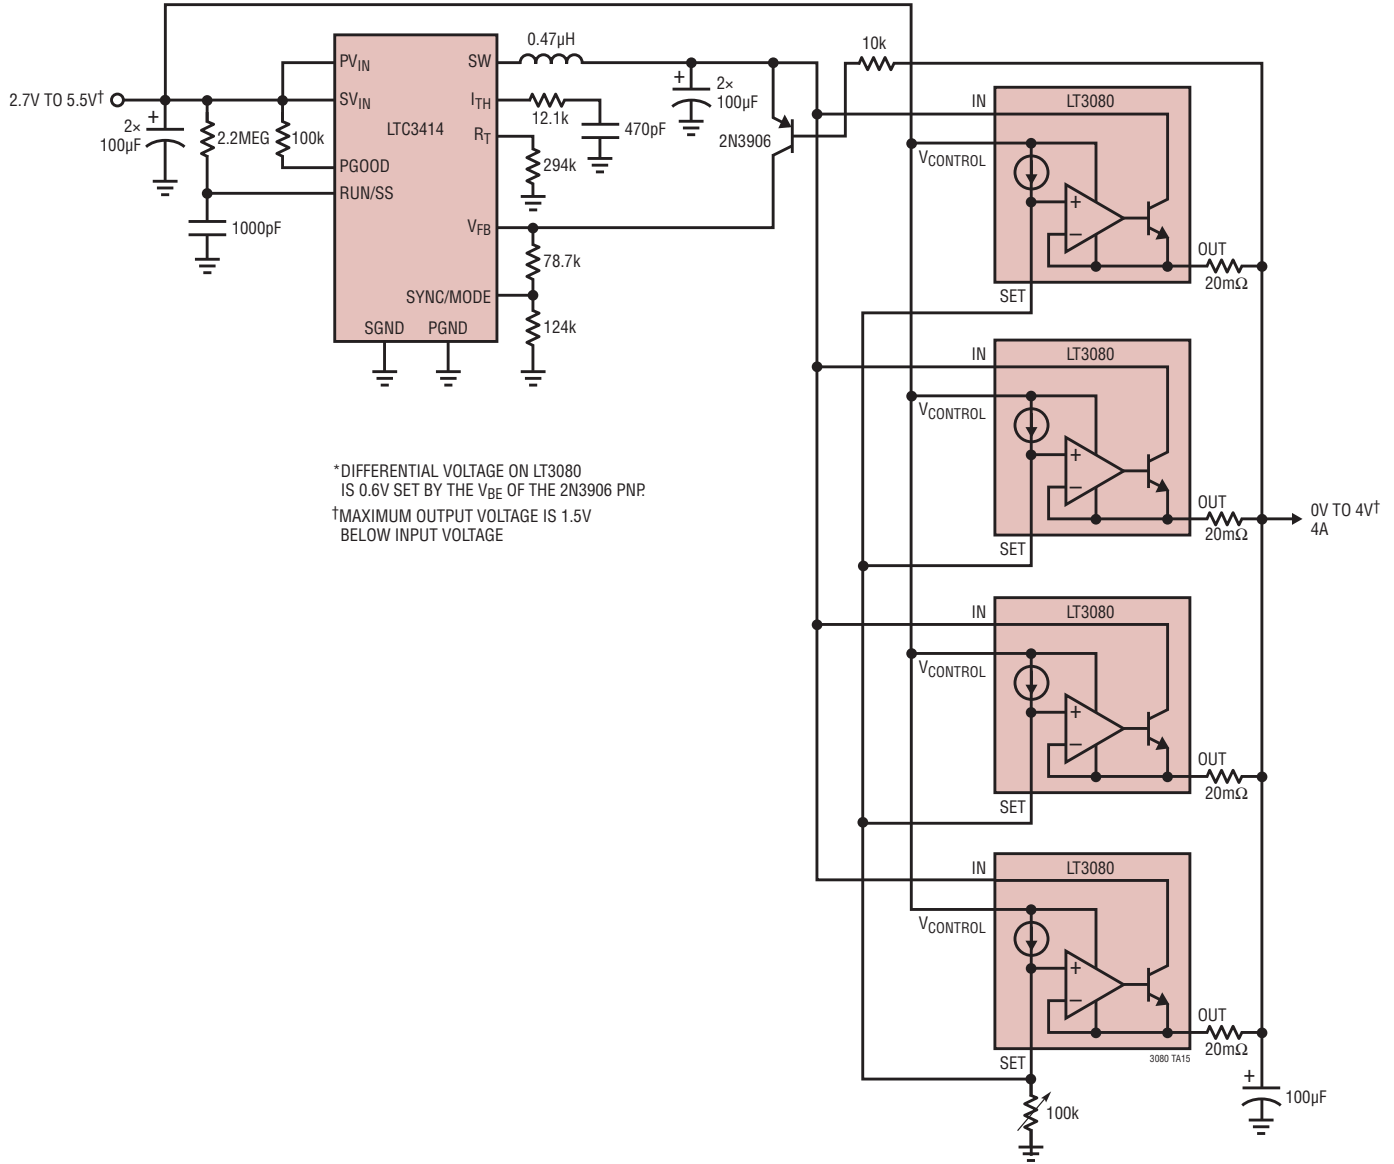 0.47µH
10k
PVIN
SW
2.7V TO 5.5V†
SVIN
ITH
+
2×
100µF
2.2MEG
100k
LTC3414
12.1k
470pF
RT
294k
PGOOD
RUN/SS
1000pF
VFB
78.7k
SYNC/MODE
124k
SGND
PGND
+
2×
100µF
2N3906
IN
LT3080
VCONTROL
+
–
OUT
20mΩ
SET
IN
LT3080
VCONTROL
+
–
OUT
20mΩ
SET
0V TO 4V†
4A
*DIFFERENTIAL VOLTAGE ON LT3080
IS 0.6V SET BY THE VBE OF THE 2N3906 PNP.
†MAXIMUM OUTPUT VOLTAGE IS 1.5V
BELOW INPUT VOLTAGE
IN
LT3080
VCONTROL
+
–
OUT
20mΩ
SET
IN
LT3080
VCONTROL
+
–
OUT
20mΩ
3080 TA15
SET
100k
+
100µF